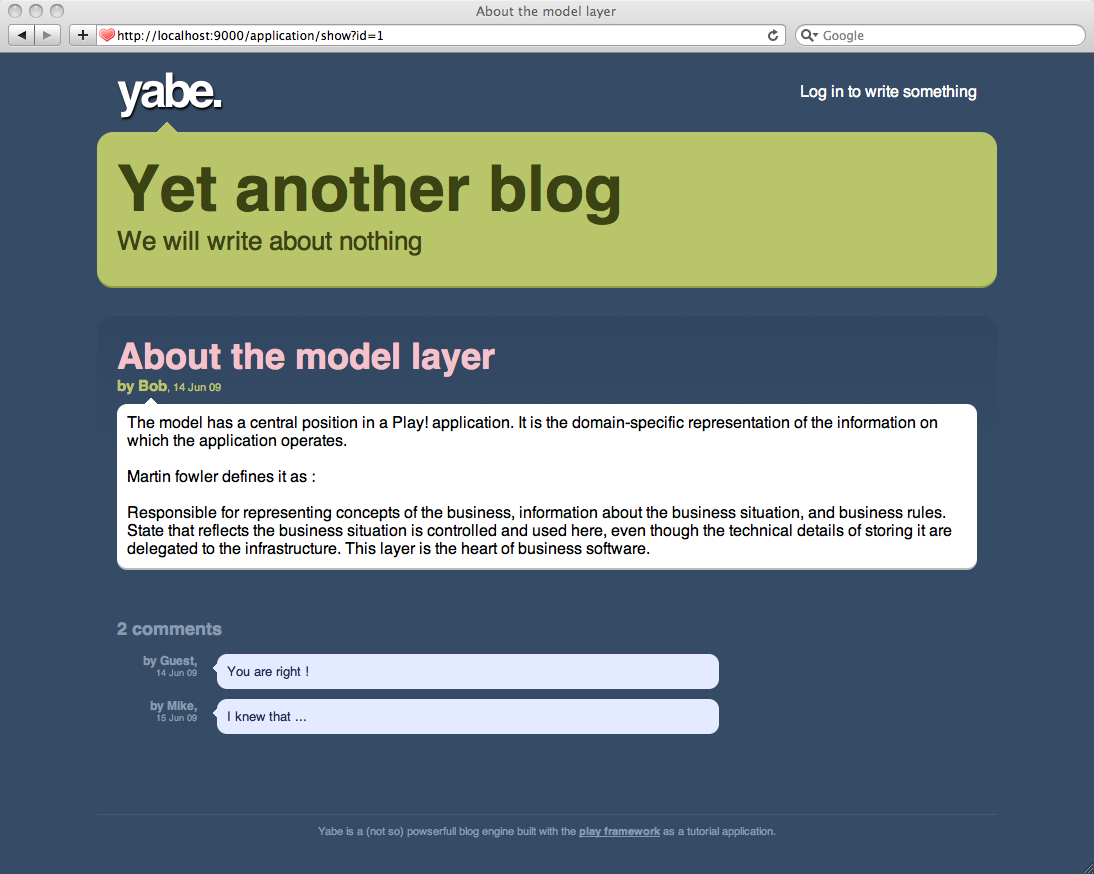 About the model layer
http://localhost:9000/application/show?id=1
Google
yabe.
Log in to write something
Yet another blog
We will write about nothing
About the model layer
by Bob, 14 Jun 09
The model has a central position in a Play! application. It is the domain-specific representation of the information on
which the application operates.
Martin fowler defines it as :
Responsible for representing concepts of the business, information about the business situation, and business rules.
State that reflects the business situation is controlled and used here, even though the technical details of storing it are
delegated to the infrastructure. This layer is the heart of business software.
2 comments
by Guest,
14 Jun 09
You are right !
by Mike,
15 Jun 09
I knew that ...
Yabe is a (not so) powserfull blog engine built with the play framework as a tutorial application.